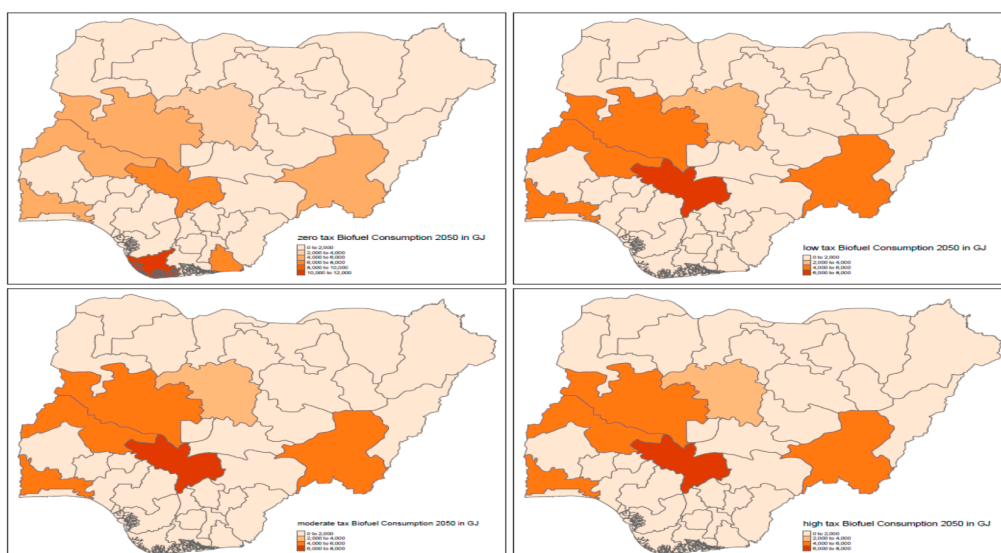 zero tax Biofuel Consumption 2050 in GJ
0 to 2,000
2,000 to 4,000
4,000 to 6,000
6,000 to 8,000
8,000 to 10,000
10,000 to 12,000
low tax Biofuel Consumption 2050 in GJ
0 to 2,000
2,000 to 4,000
4,000 to 6,000
6,000 to 8,000
moderate tax Biofuel Consumption 2050 in GJ
0 to 2,000
2,000 to 4,000
4,000 to 6,000
6,000 to 8,000
high tax Biofuel Consumption 2050 in GJ
0 to 2,000
2,000 to 4,000
4,000 to 6,000
6,000 to 8,000